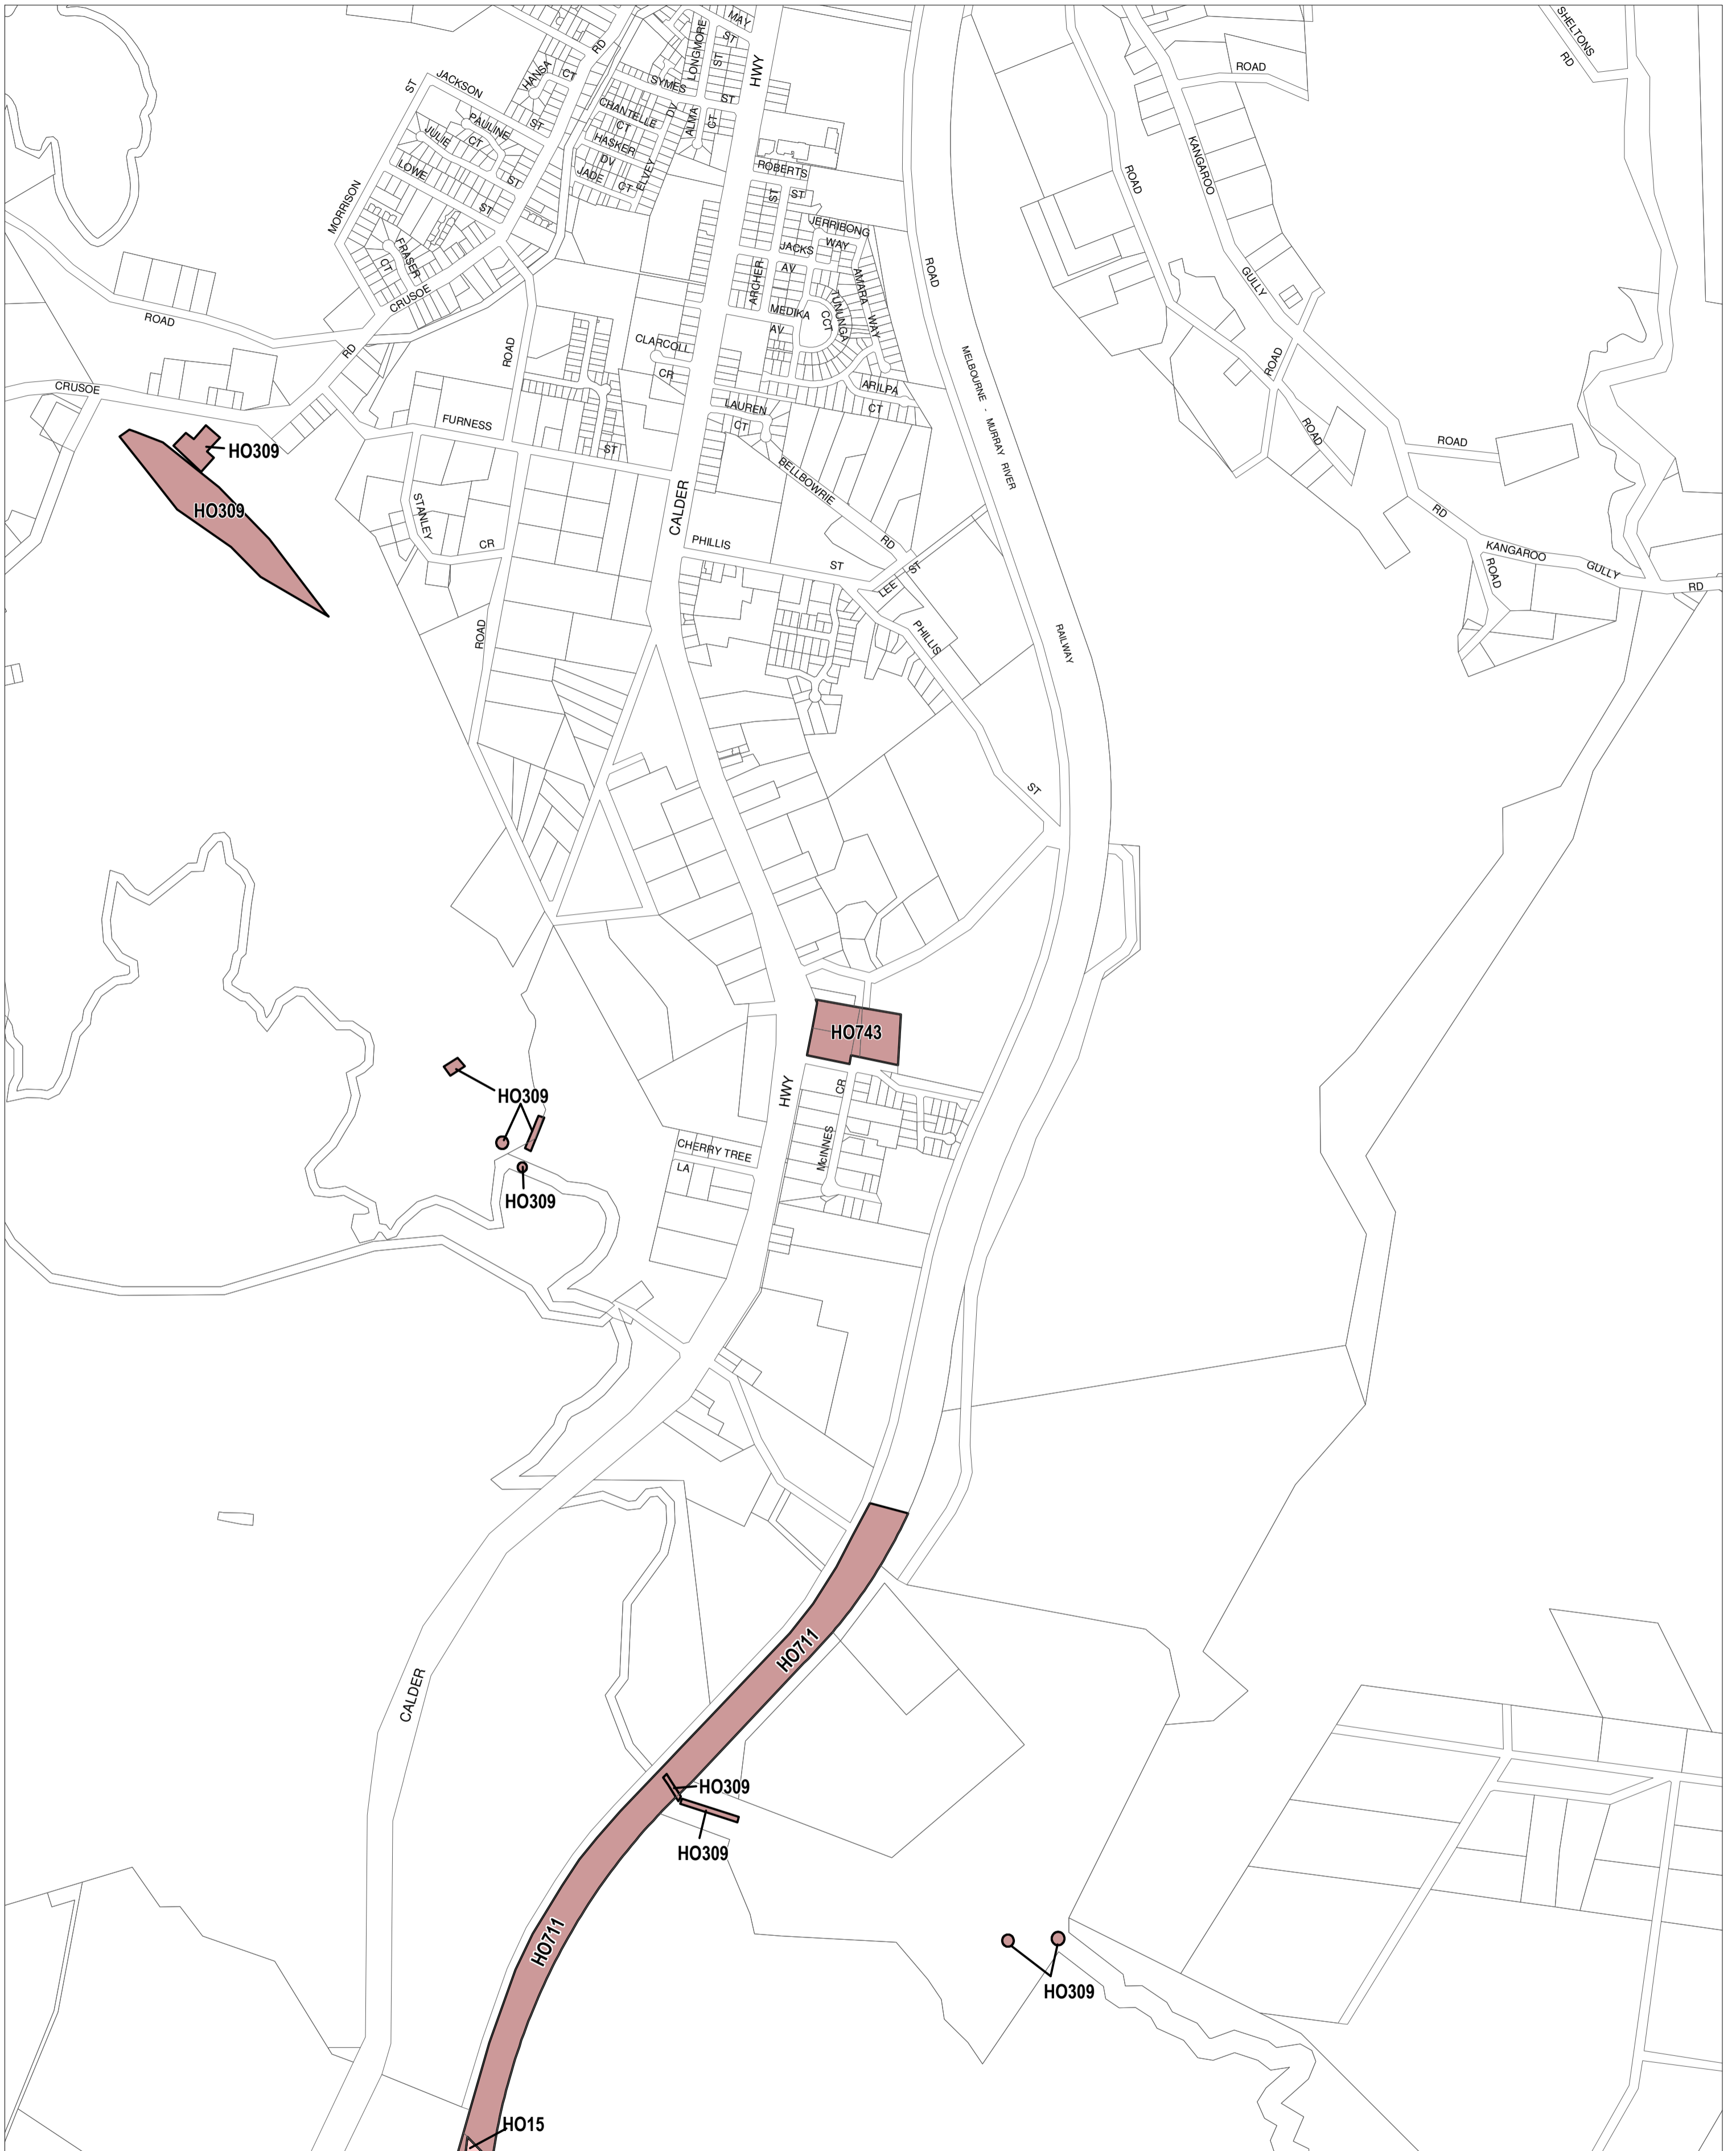 MAY
ST
SHELTONS
RD
RD
LONGMORE
ST
HWY
HANSA
CT
JACKSON
ST
SYMES
ST
ROAD
CHANTELLE
CT
DV
ALMA
CT
PAULINE
CT
ST
JULIE
HASKER
DV
KANGAROO
LOWE
ST
ST
JADE
CT
ELVEY
ROBERTS
ST
ST
ROAD
MORRISON
JERRIBONG
WAY
FRASER
CT
JACKS
AV
ROAD
GULLY
CRUSOE
ARCHER
AMARA
WAY
TUNUNGA
CCT
MEDIKA
AV
ROAD
RD
ROAD
CLARCOLL
CR
MELBOURNE - MURRAY RIVER
ROAD
CRUSOE
ARILPA
CT
LAUREN
CT
FURNESS
ST
ROAD
ROAD
HO309
BELLBOWRIE
RD
HO309
STANLEY
CR
CALDER
RD
PHILLIS
ST
LEE
ST
KANGAROO
GULLY
RD
ROAD
ROAD
PHILLIS
RAILWAY
ST
HO743
HO309
HWY
CR
McINNES
CHERRY TREE
LA
HO309
HO711
CALDER
HO309
HO309
HO711
HO309
HO15